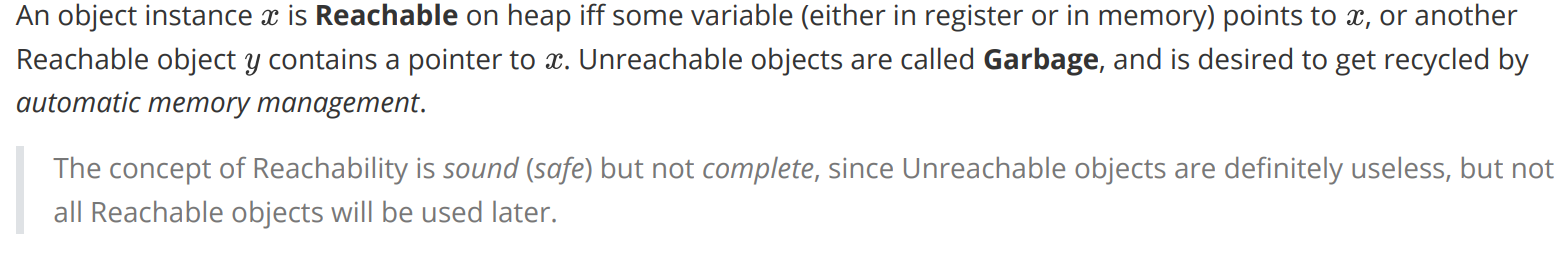 An object instance x is Reachable on heap iff some variable (either in register or in memory) points to x, or another
Reachable object y contains a pointer to x. Unreachable objects are called Garbage, and is desired to get recycled by
automatic memory management.
The concept of Reachability is sound (safe) but not complete, since Unreachable objects are definitely useless, but not
all Reachable objects will be used later.